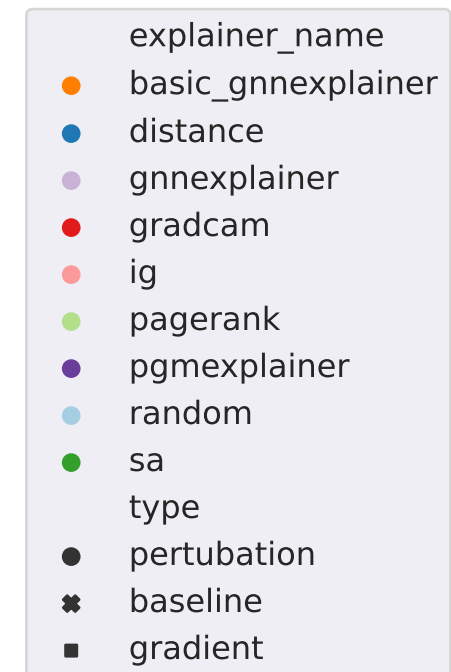 explainer_name
basic_gnnexplainer
distance
gnnexplainer
gradcam
ig
pagerank
pgmexplainer
random
sa
type
pertubation
baseline
gradient